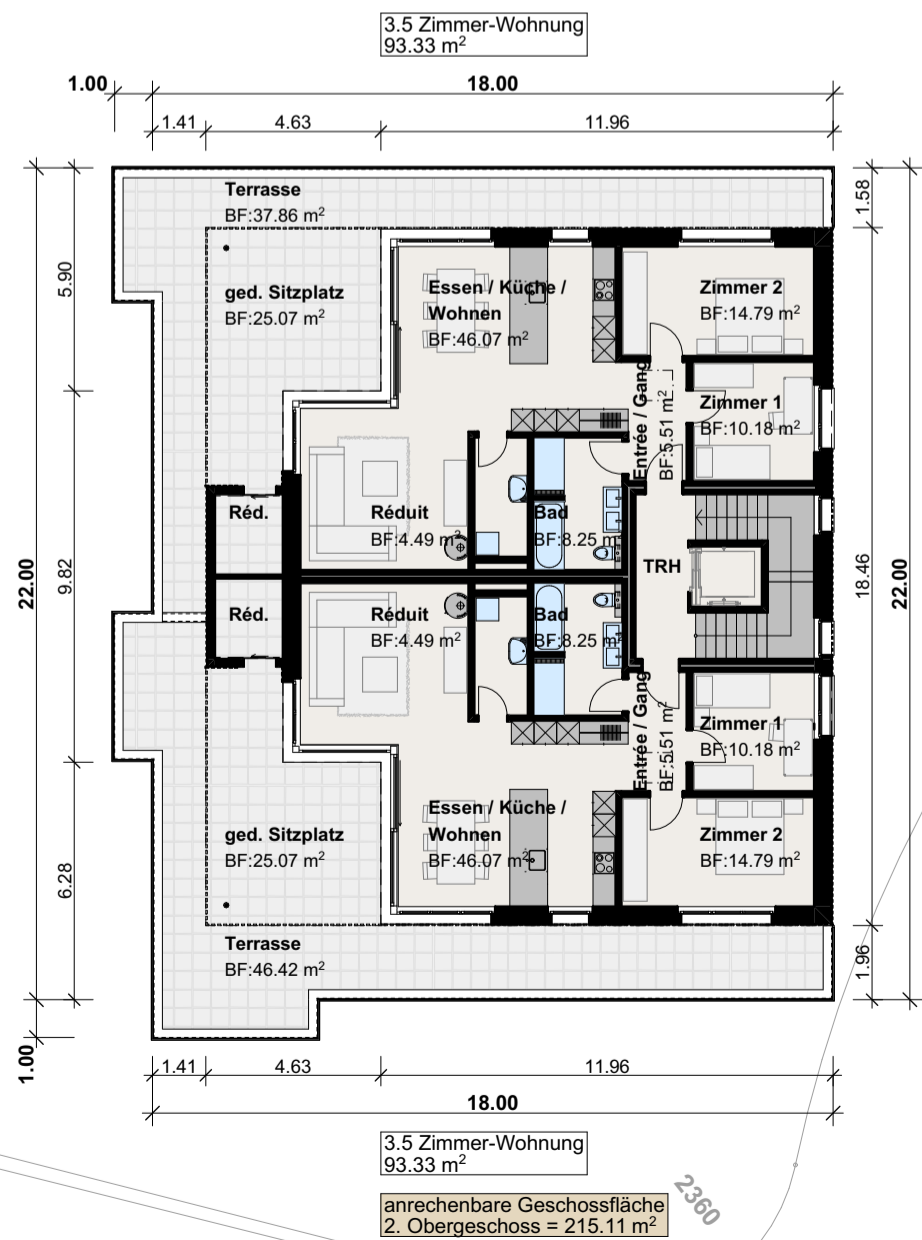 3.5 Zimmer-Wohnung
93.33 m²
1.00
18.00
1.41
4.63
11.96
Terrasse
BF:37.86 m²
1.58
5.90
ged. Sitzplatz
BF:25.07 m²
Essen / Küche /
Wohnen
BF:46.07 m²
Zimmer 2
BF:14.79 m²
Entrée / Gang
BF:5.51 m²
Zimmer 1
BF:10.18 m²
Réd.
Réduit
BF:4.49 m²
Bad
BF:8.25 m²
TRH
22.00
9.82
18.46
22.00
Réd.
Réduit
BF:4.49 m²
Bad
BF:8.25 m²
Entrée / Gang
BF:5.51 m²
Zimmer 1
BF:10.18 m²
Essen / Küche /
Wohnen
BF:46.07 m²
ged. Sitzplatz
BF:25.07 m²
Zimmer 2
BF:14.79 m²
6.28
Terrasse
BF:46.42 m²
1.96
1.00
1.41
4.63
11.96
18.00
3.5 Zimmer-Wohnung
93.33 m²
2360
anrechenbare Geschossfläche
2. Obergeschoss = 215.11 m²